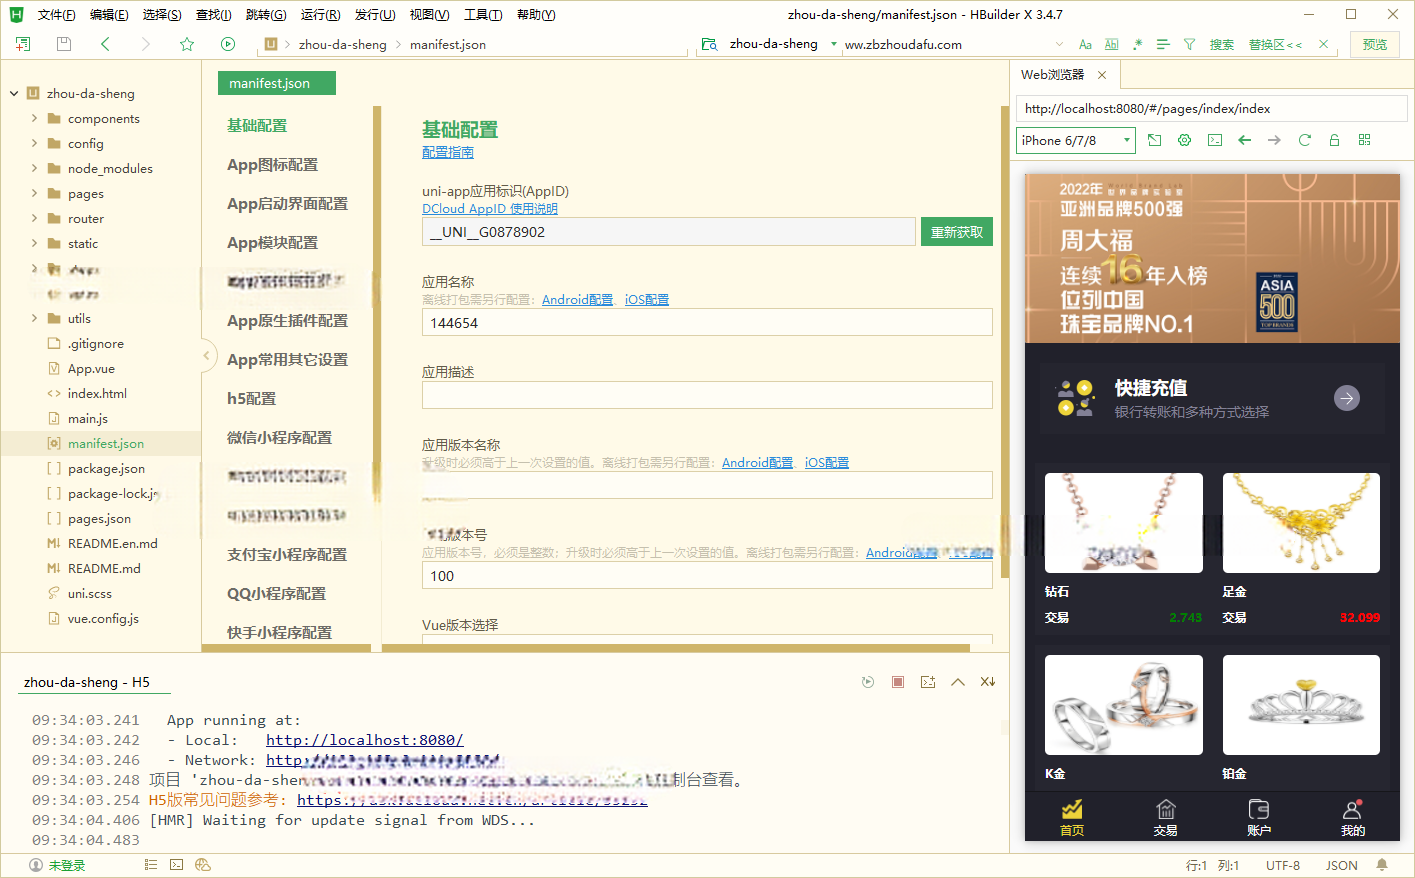 文件(F) 编辑(E) 选择(S) 查找(I) 跳转(G) 运行(R) 发行(U) 视图(V) 工具(T) 帮助(Y)
zhou-da-sheng/manifest.json - HBuilder X 3.4.7
zhou-da-sheng
manifest.json
zhou-da-sheng
ww.zbzhoudafu.com
Aa
Ab|
.*
搜索
替换区<<
预览
zhou-da-sheng
components
config
node_modules
pages
router
static
utils
.gitignore
App.vue
index.html
main.js
manifest.json
package.json
package-lock.j
pages.json
README.en.md
README.md
uni.scss
vue.config.js
manifest.json
基础配置
App图标配置
App启动界面配置
App模块配置
App原生插件配置
App常用其它设置
h5配置
微信小程序配置
支付宝小程序配置
QQ小程序配置
快手小程序配置
基础配置
配置指南
uni-app应用标识(AppID)
DCloud AppID 使用说明
__UNI__G0878902
重新获取
应用名称
离线打包需另行配置：Android配置、iOS配置
144654
应用描述
应用版本名称
升级时必须高于上一次设置的值。离线打包需另行配置：Android配置、iOS配置
版本号
应用版本号，必须是整数；升级时必须高于上一次设置的值。离线打包需另行配置：Android
100
Vue版本选择
Web浏览器
http://localhost:8080/#/pages/index/index
iPhone 6/7/8
2022年
世界品牌实验室
亚洲品牌500强
周大福
连续16年人榜
位列中国
珠宝品牌NO.1
ASIA
500
TOP BRANDS
快捷充值
银行转账和多种方式选择
钻石
交易 2.743
足金
交易 32.099
K金
铂金
首页
交易
账户
我的
zhou-da-sheng - H5
09:34:03.241 App running at:
09:34:03.242 - Local: http://localhost:8080/
09:34:03.246 - Network: http:
09:34:03.248 项目 'zhou-da-shen 制台查看。
09:34:03.254 H5版常见问题参考: https:
09:34:04.406 [HMR] Waiting for update signal from WDS...
09:34:04.483
未登录
行:1 列:1
UTF-8
JSON